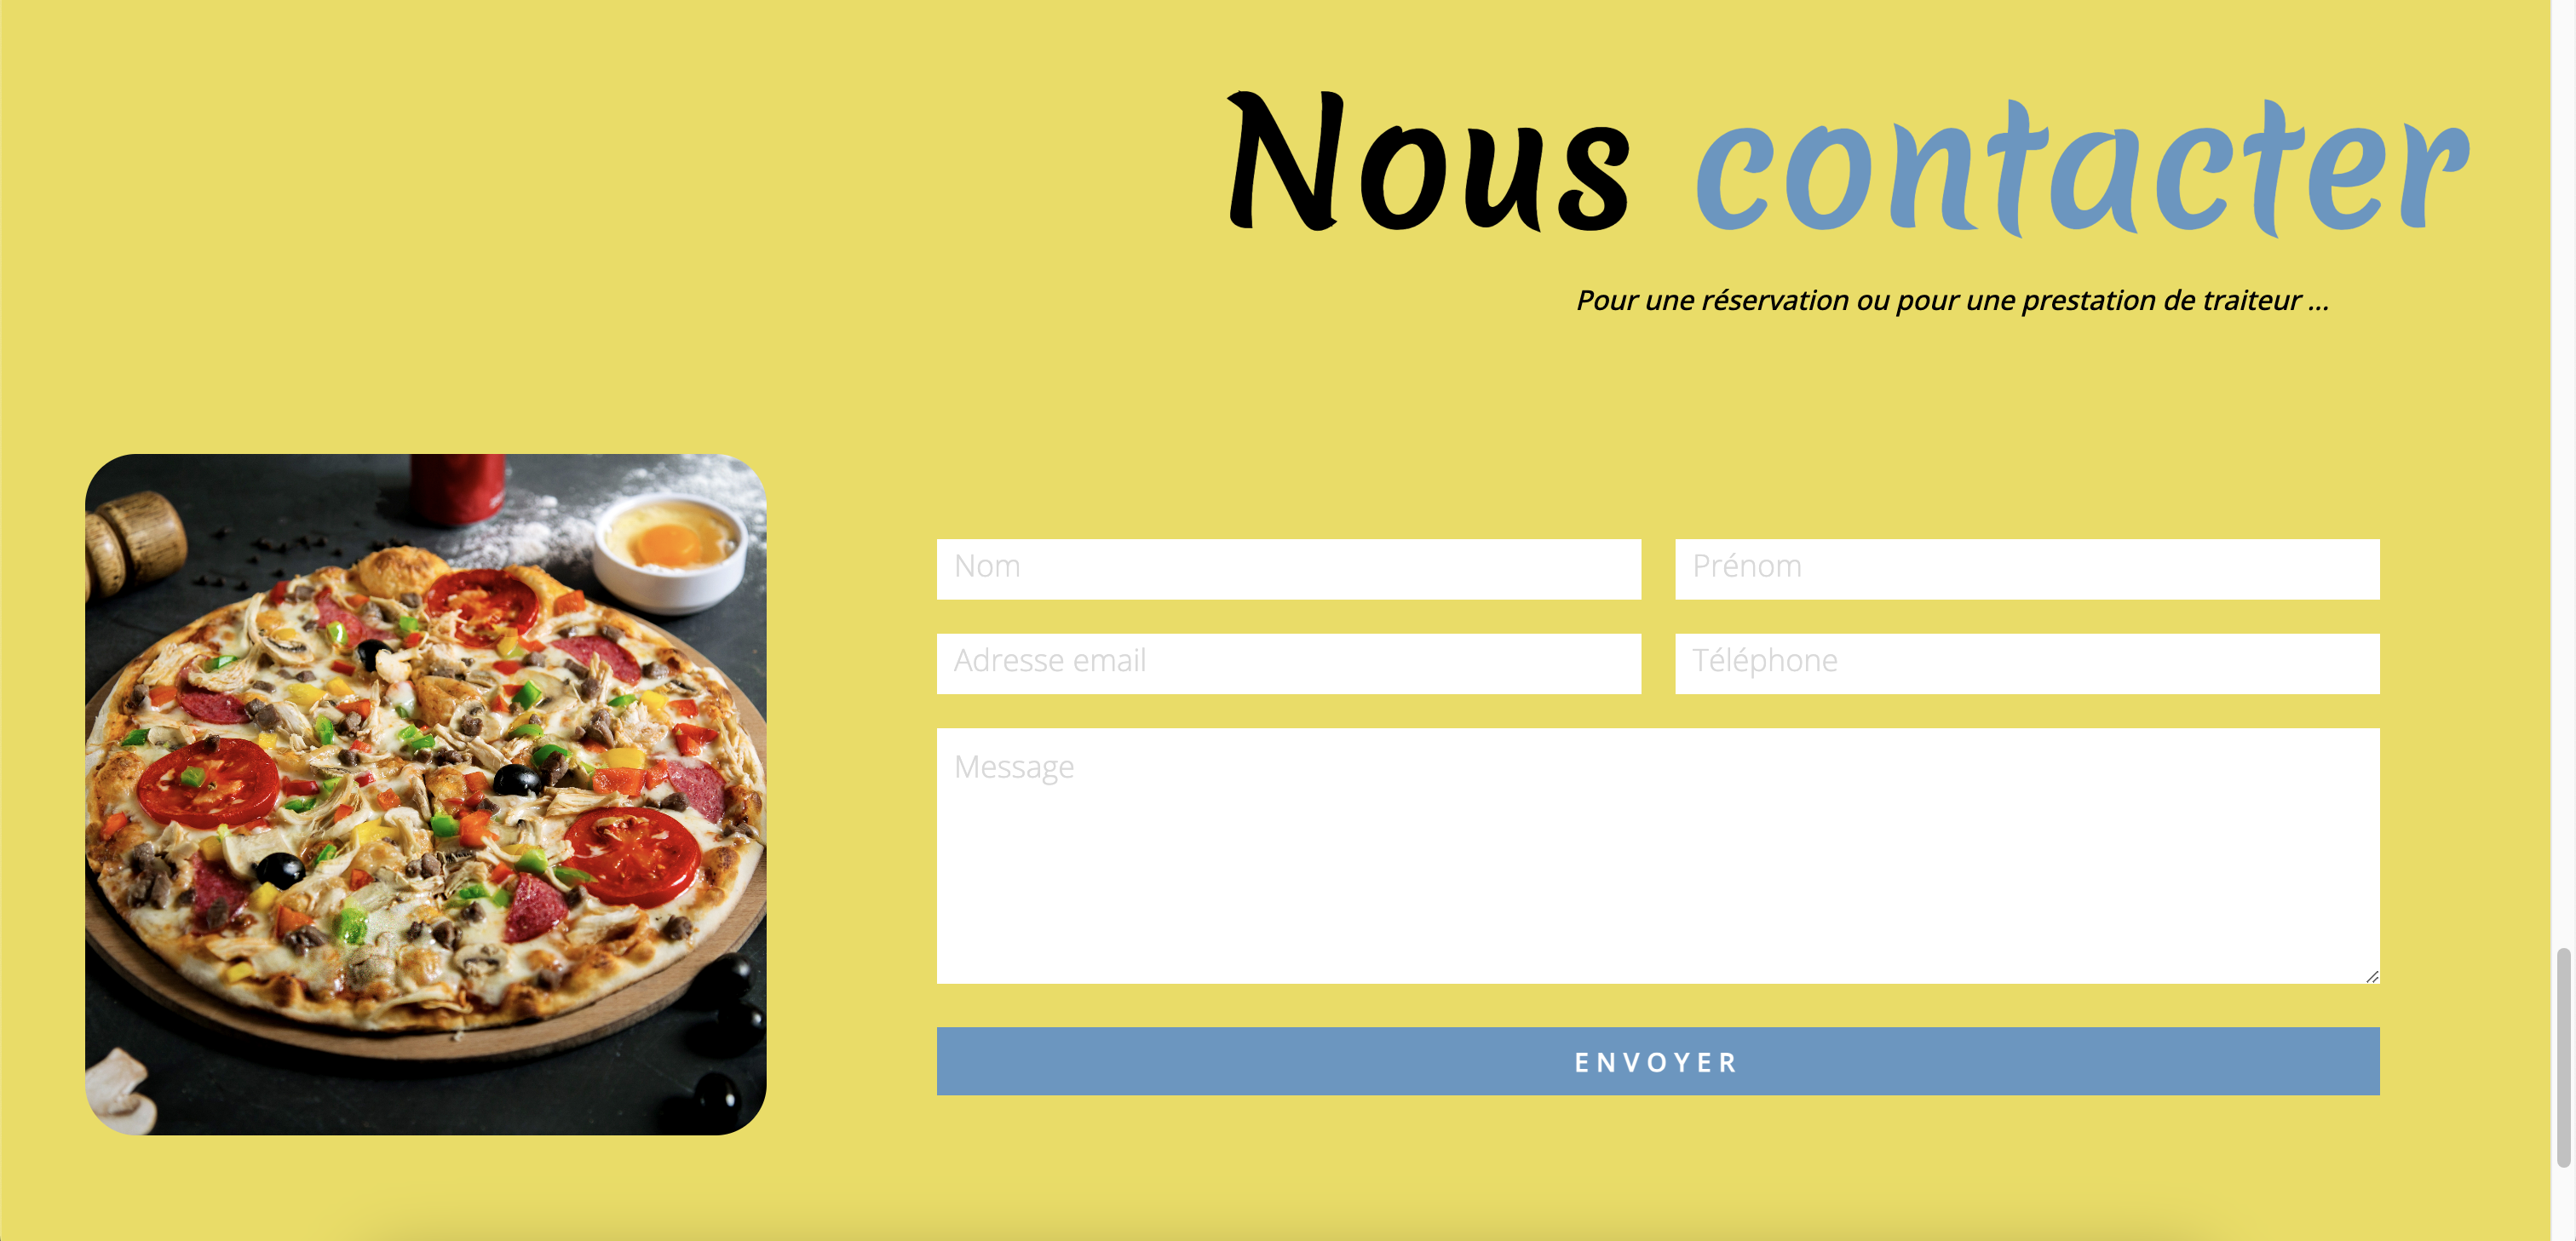 Nous contacter
Pour une réservation ou pour une prestation de traiteur ...
Nom
Prénom
Adresse email
Téléphone
Message
ENVOYER